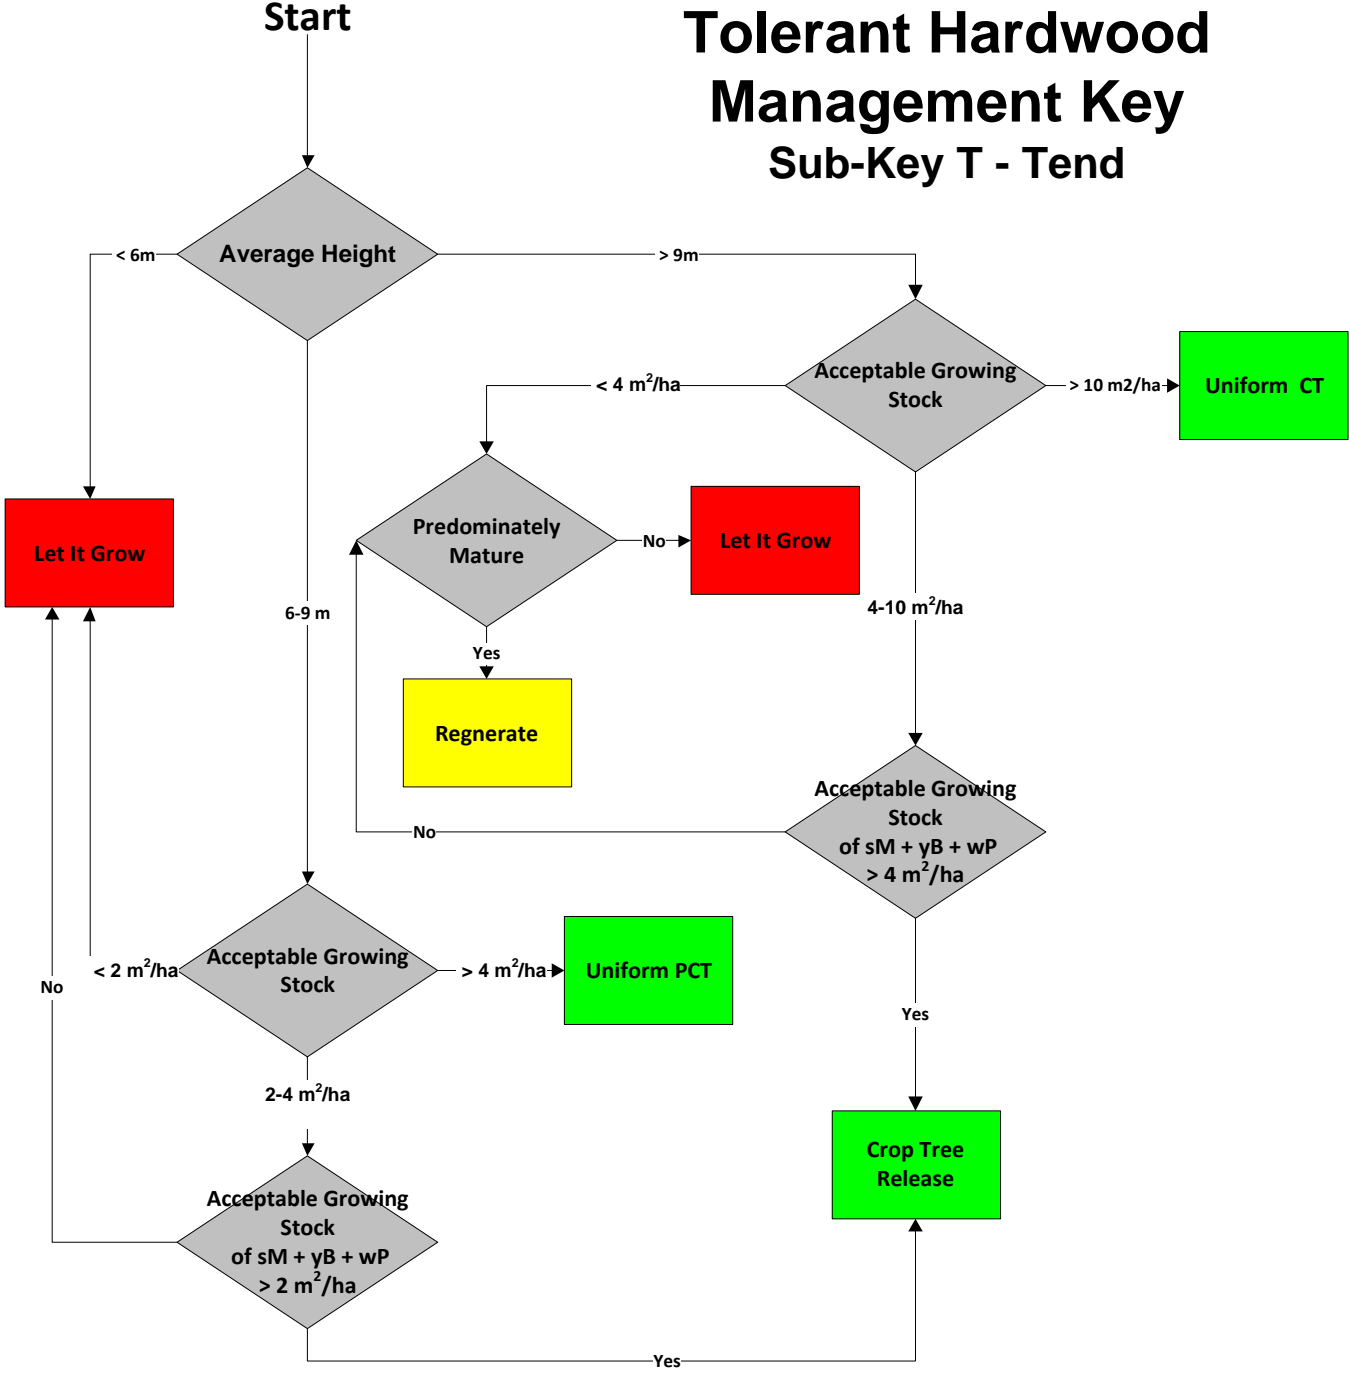 Start
Tolerant Hardwood
Management Key
Sub-Key T - Tend
< 6m
Average Height
> 9m
Acceptable Growing
Stock
< 4 m²/ha
> 10 m2/ha
Uniform CT
Let It Grow
Predominately
Mature
No
Let It Grow
6-9 m
4-10 m²/ha
Yes
Regnerate
Acceptable Growing
Stock
of sM + yB + wP
> 4 m²/ha
No
< 2 m²/ha
Acceptable Growing
Stock
> 4 m²/ha
Uniform PCT
No
Yes
2-4 m²/ha
Crop Tree
Release
Acceptable Growing
Stock
of sM + yB + wP
> 2 m²/ha
Yes